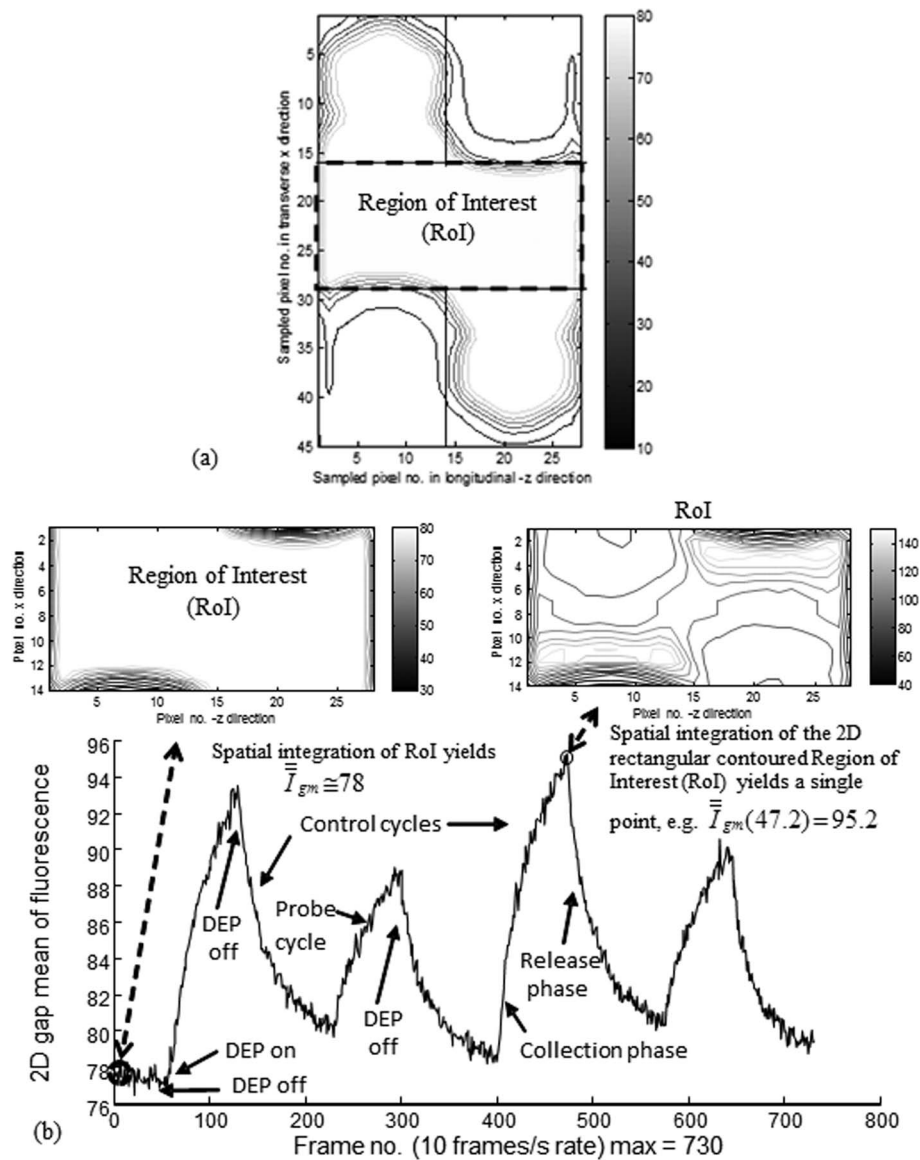 (a)
5
10
15
20
25
30
35
40
45
Sampled pixel no. in transverse x direction
Region of Interest
(RoI)
5 10 15 20 25
Sampled pixel no. in longitudinal -z direction
80
70
60
50
40
30
20
10
2
4
6
8
10
12
14
Pixel no. x direction
Region of Interest
(RoI)
5 10 15 20 25
Pixel no. -z direction
80
70
60
50
40
30
RoI
2
4
6
8
10
12
14
Pixel no. x direction
5 10 15 20 25
Pixel no. -z direction
140
120
100
80
60
40
96
94
92
90
88
86
84
82
80
78
76
2D gap mean of fluorescence
Spatial integration of RoI yields
I̿gm ≅ 78
Control cycles
Spatial integration of the 2D
rectangular contoured Region of
Interest (RoI) yields a single
point, e.g. I̿gm(47.2) = 95.2
DEP
off
Probe
cycle
DEP
off
Release
phase
Collection phase
DEP on
DEP off
0 100 200 300 400 500 600 700 800
(b)
Frame no. (10 frames/s rate) max = 730